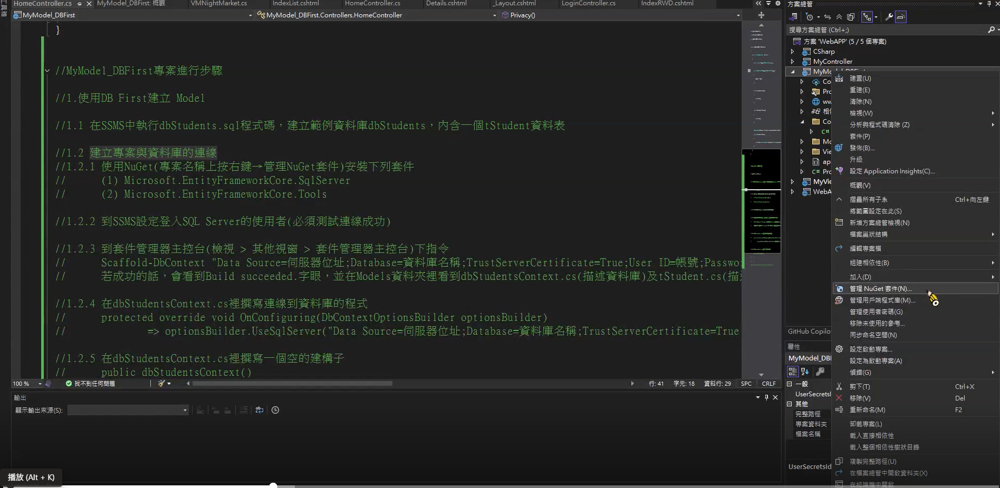 HomeController.cs
MyModel_DBFirst: 概觀
VMNightMarket.cs
IndexList.cshtml
HomeController.cs
Details.cshtml
_Layout.cshtml
LoginController.cs
IndexRWD.cshtml
MyModel_DBFirst
MyModel_DBFirst.Controllers.HomeController
Privacy()
}
//MyModel_DBFirst專案進行步驟
//1.使用DB First建立 Model
//1.1 在SSMS中執行dbStudents.sql程式碼，建立範例資料庫dbStudents，內含一個tStudent資料表
//1.2 建立專案與資料庫的連線
//1.2.1 使用NuGet(專案名稱上按右鍵→管理NuGet套件)安裝下列套件
// (1) Microsoft.EntityFrameworkCore.SqlServer
// (2) Microsoft.EntityFrameworkCore.Tools
//1.2.2 到SSMS設定登入SQL Server的使用者(必須測試連線成功)
//1.2.3 到套件管理器主控台(檢視 > 其他視窗 > 套件管理器主控台)下指令
// Scaffold-DbContext "Data Source=伺服器位址;Database=資料庫名稱;TrustServerCertificate=True;User ID=帳號;Passwor
// 若成功的話，會看到Build succeeded.字眼，並在Models資料夾裡看到dbStudentsContext.cs(描述資料庫)及tStudent.cs(描述
//1.2.4 在dbStudentsContext.cs裡撰寫連線到資料庫的程式
// protected override void OnConfiguring(DbContextOptionsBuilder optionsBuilder)
// => optionsBuilder.UseSqlServer("Data Source=伺服器位址;Database=資料庫名稱;TrustServerCertificate=True
//1.2.5 在dbStudentsContext.cs裡撰寫一個空的建構子
// public dbStudentsContext()
100 %
找不到任何問題
行: 41
字元: 18
資料行: 29
SPC
CRLF
輸出
顯示輸出來源(S):
播放 (Alt + K)
方案總管
搜尋方案總管 (Ctrl+;)
方案 'WebAPP' (5 / 5 個專案)
CSharp
MyController
Co
Pro
ww
相
Co
C#
Mo
Vie
ap
C# Pro
MyVie
WebA
GitHub Copilo
屬性
MyModel_DBI
一般
UserSecretsI
其他
完整路徑
專案資料夾
檔案名稱
UserSecretsId
建置(U)
重建(E)
清除(N)
檢視(W)
分析與程式碼清除 (Z)
套件(P)
發佈(B)...
升級
設定 Application Insights(C)...
概觀(V)
摺疊所有子系 Ctrl+向左鍵
將範圍設定在此(S)
新增方案總管檢視(N)
檔案巢狀結構
編輯專案檔
組建相依性(B)
加入(D)
管理 NuGet 套件(N)...
管理用戶端程式庫(M)...
管理使用者密碼(G)
移除未使用的參考...
同步命名空間(N)
設定啟動專案...
設定為啟動專案(A)
偵錯(G)
剪下(T) Ctrl+X
移除(V) Del
重新命名(M) F2
卸載專案(L)
載入直接相依性
載入整個相依性樹狀目錄
複製完整路徑(U)
在檔案總管中開啟資料夾(X)
在終端機中開啟